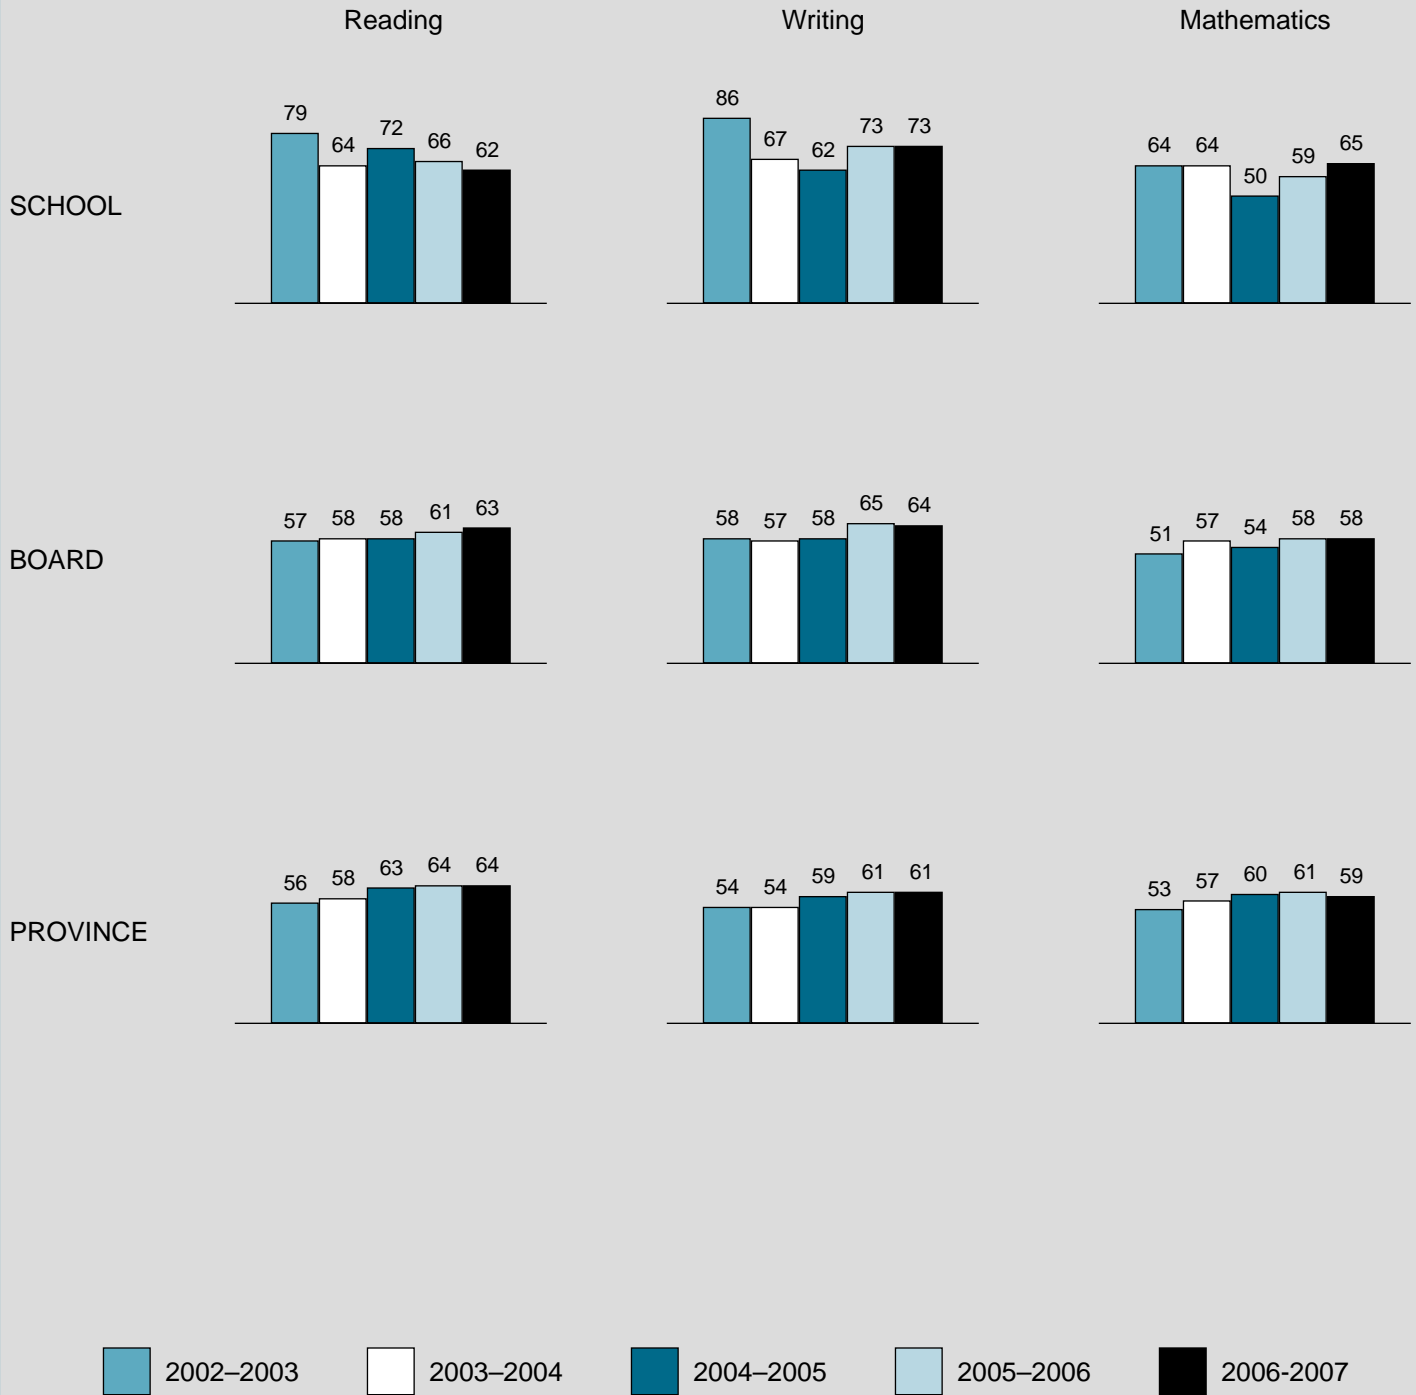 Reading Writing Mathematics
SCHOOL
79 64 72 66 62
86 67 62 73 73
64 64 50 59 65
BOARD
57 58 58 61 63
58 57 58 65 64
51 57 54 58 58
PROVINCE
56 58 63 64 64
54 54 59 61 61
53 57 60 61 59
2002–2003 2003–2004 2004–2005 2005–2006 2006-2007